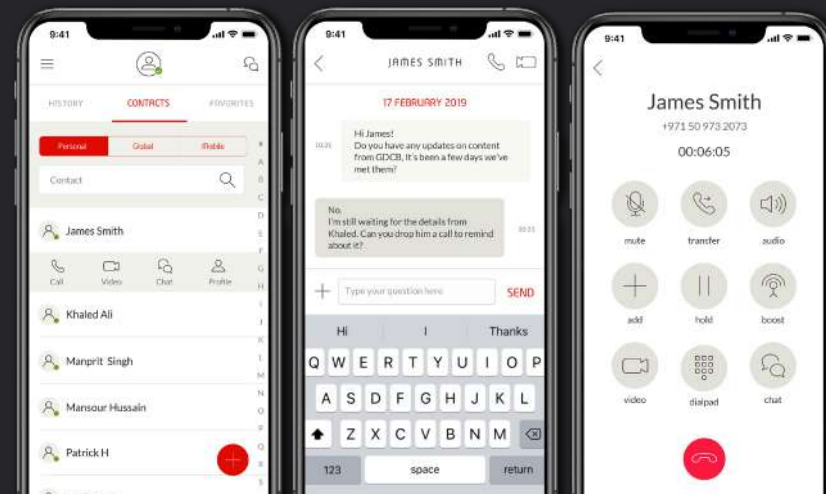 9:41
HISTORY
CONTACTS
FAVORITES
Personal
Global
Mobile
Contact
#
A
B
C
D
E
F
G
H
I
J
K
L
M
N
O
P
Q
R
S
James Smith
Call
Video
Chat
Profile
Khaled Ali
Manprit Singh
Mansour Hussain
Patrick H
9:41
JAMES SMITH
17 FEBRUARY 2019
Hi James!
Do you have any updates on content
from GDCB, It's been a few days we've
met them?
No.
I'm still waiting for the details from
Khaled. Can you drop him a call to remind
about it?
Type your question here
SEND
Hi I Thanks
Q W E R T Y U I O P
A S D F G H J K L
Z X C V B N M
123 space return
9:41
James Smith
+971 50 973 2073
00:06:05
mute transfer audio
add hold boost
video dialpad chat